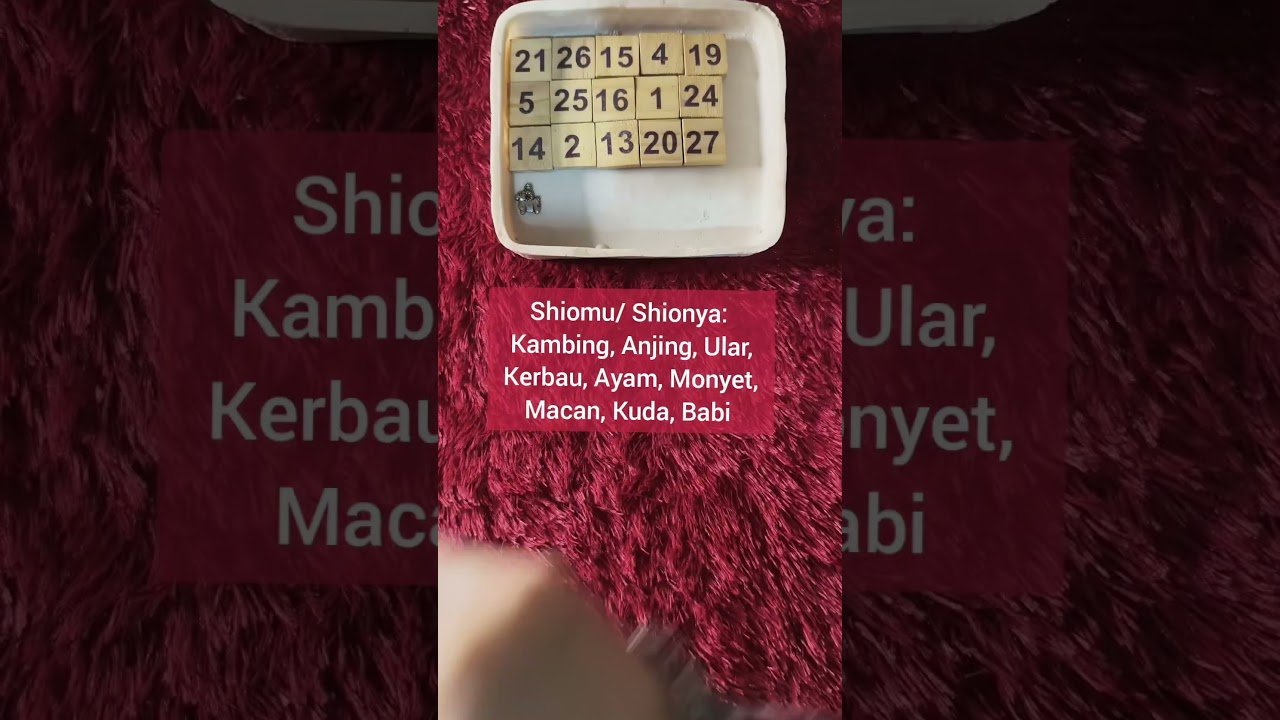 21 26 15 4 19
5 25 16 1 24
14 2 13 20 27
Shiomu/ Shionya:
Kambing, Anjing, Ular,
Kerbau, Ayam, Monyet,
Macan, Kuda, Babi